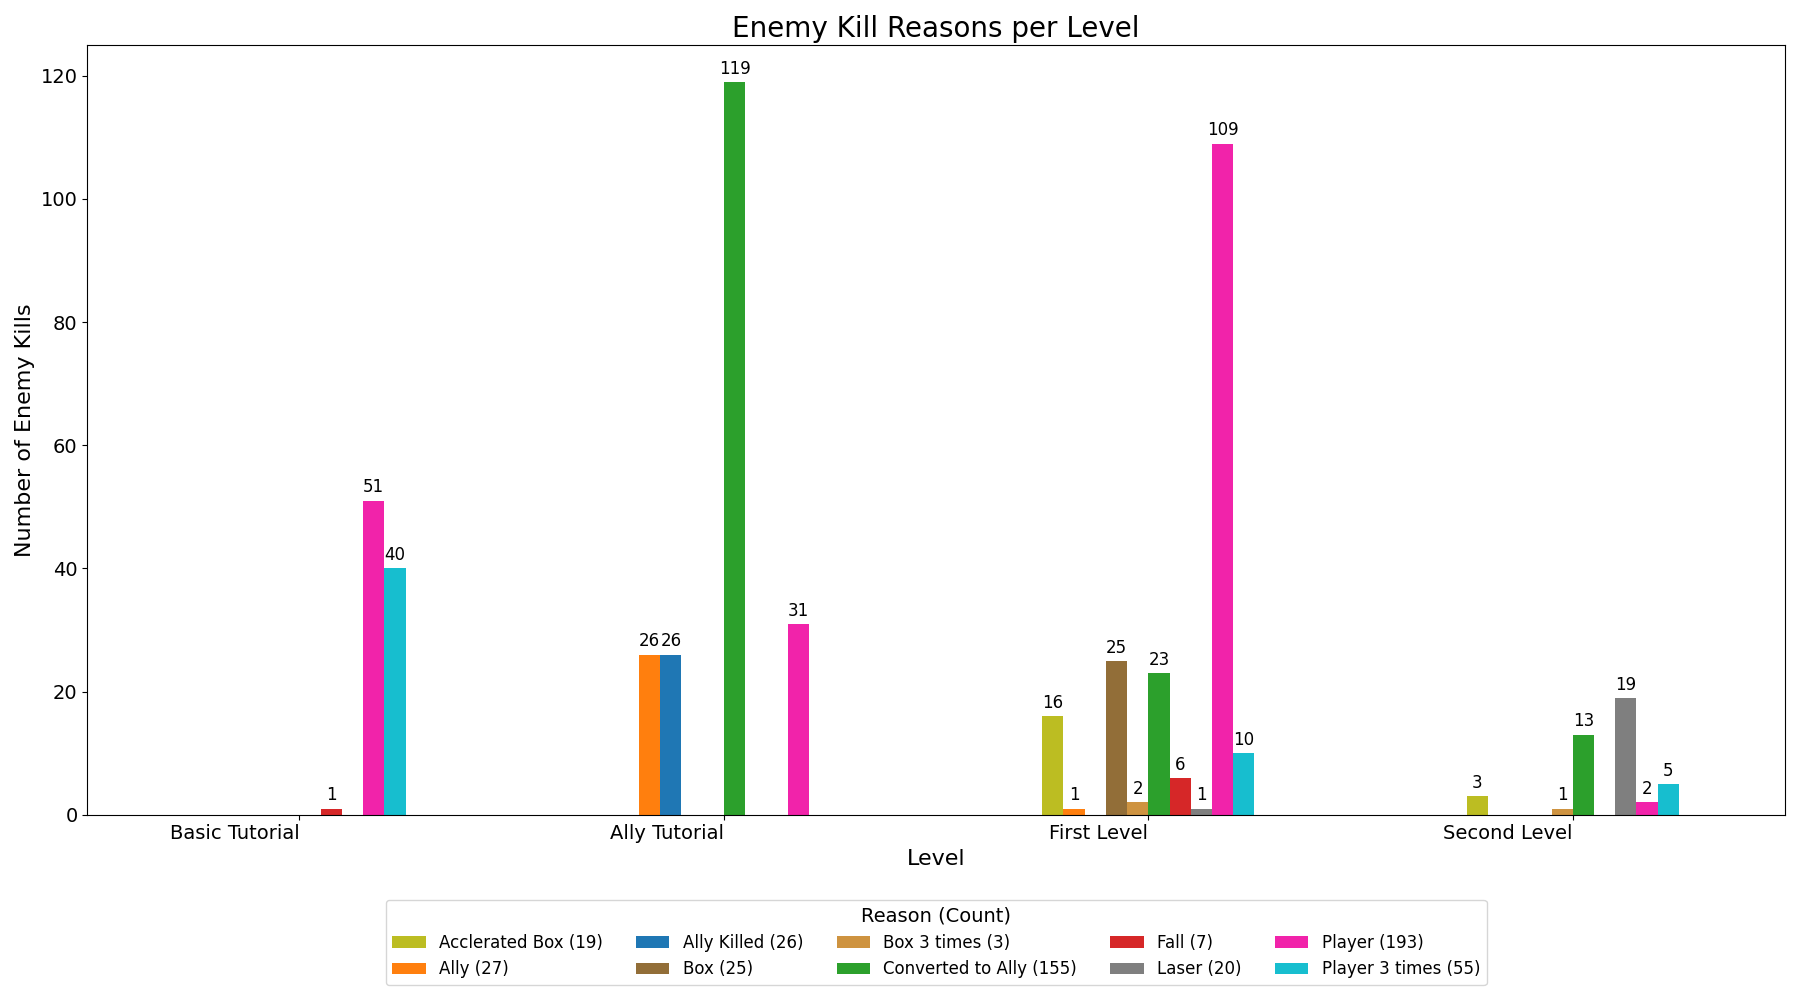 Enemy Kill Reasons per Level
Number of Enemy Kills
120
100
80
60
40
20
0
1
51
40
26
26
119
31
16
1
25
2
23
6
1
109
10
3
1
13
19
2
5
Basic Tutorial
Ally Tutorial
First Level
Second Level
Level
Reason (Count)
Acclerated Box (19)
Ally (27)
Ally Killed (26)
Box (25)
Box 3 times (3)
Converted to Ally (155)
Fall (7)
Laser (20)
Player (193)
Player 3 times (55)